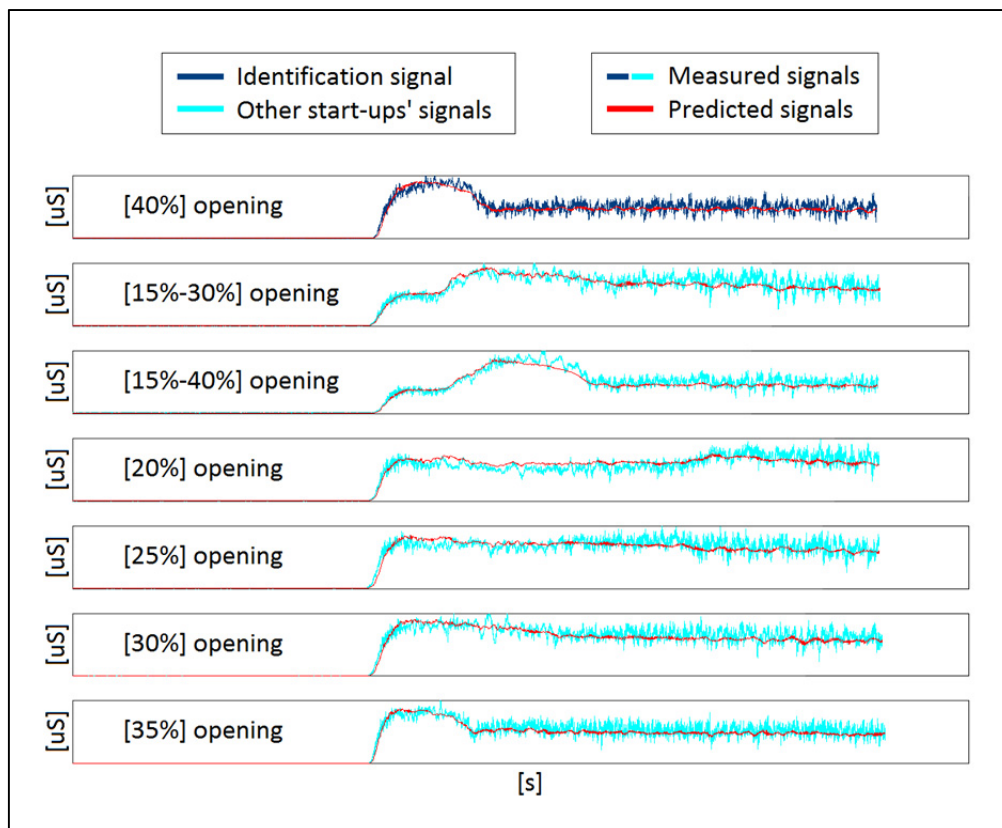 Identification signal
Other start-ups' signals
Measured signals
Predicted signals
[uS]
[40%] opening
[uS]
[15%-30%] opening
[uS]
[15%-40%] opening
[uS]
[20%] opening
[uS]
[25%] opening
[uS]
[30%] opening
[uS]
[35%] opening
[s]